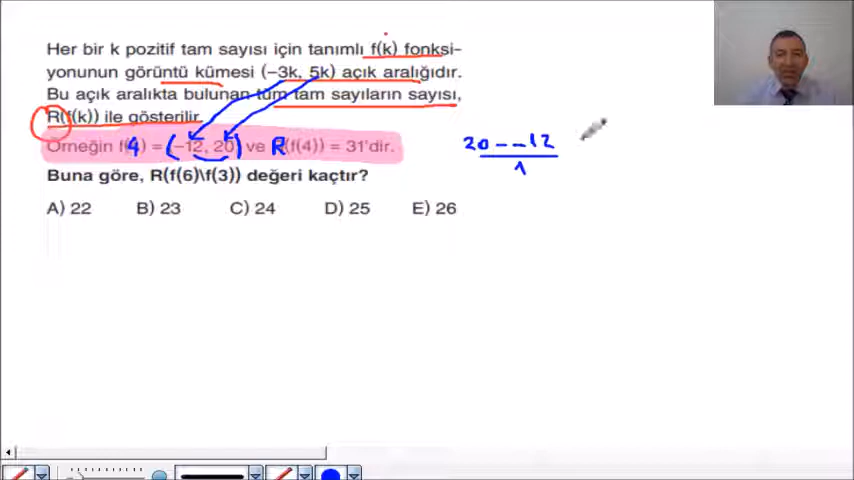 Her bir k pozitif tam sayısı için tanımlı f(k) fonksi-
yonunun görüntü kümesi (–3k, 5k) açık aralığıdır.
Bu açık aralıkta bulunan tüm tam sayıların sayısı,
R(f(k)) ile gösterilir.
Örneğin f(4) = (–12, 20) ve R(f(4)) = 31'dir.
20 - -12
1
Buna göre, R(f(6)\f(3)) değeri kaçtır?
A) 22 B) 23 C) 24 D) 25 E) 26